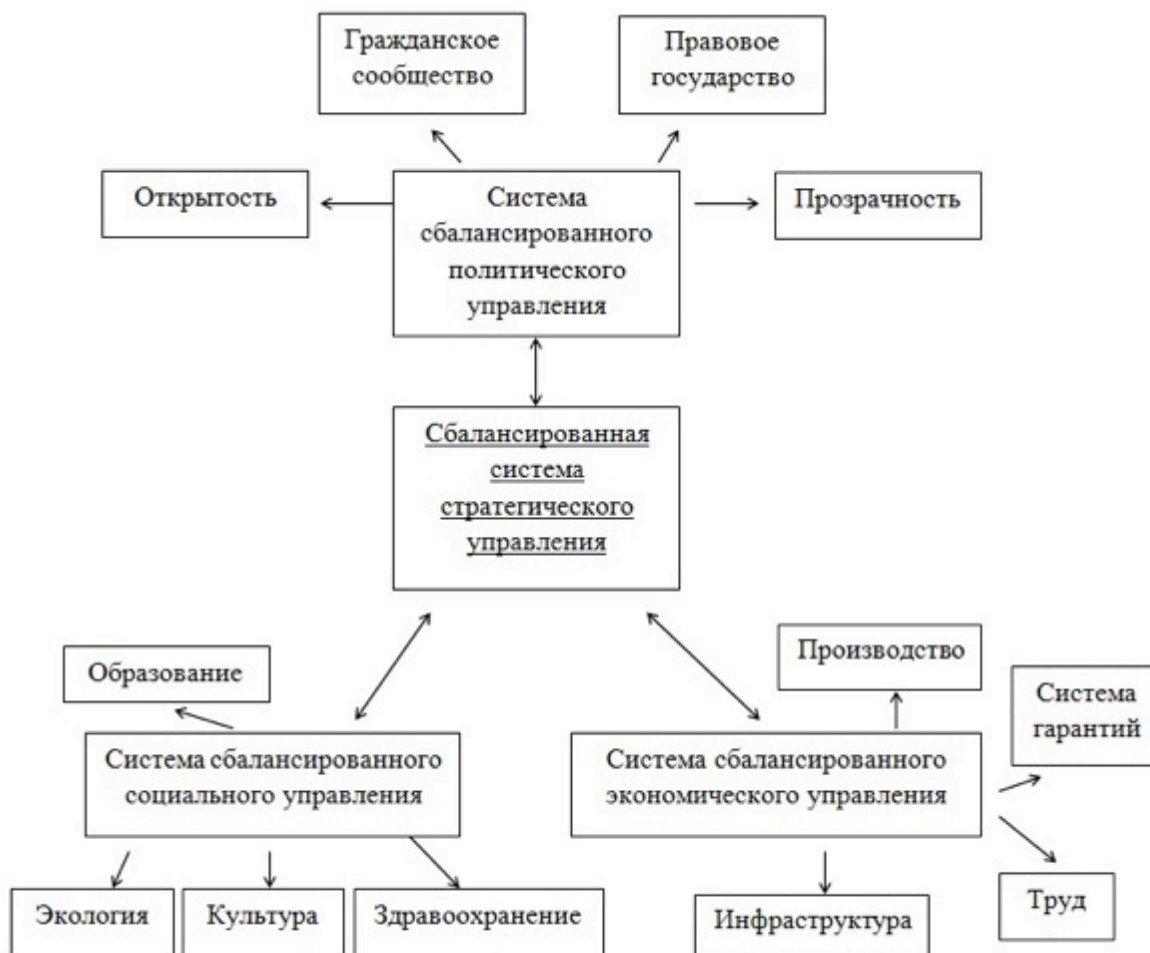 Гражданское
сообщество
Правовое
государство
Открытость
Система
сбалансированного
политического
управления
Прозрачность
Сбалансированная
система
стратегического
управления
Образование
Производство
Система
гарантий
Система сбалансированного
социального управления
Система сбалансированного
экономического управления
Экология
Культура
Здравоохранение
Инфраструктура
Труд